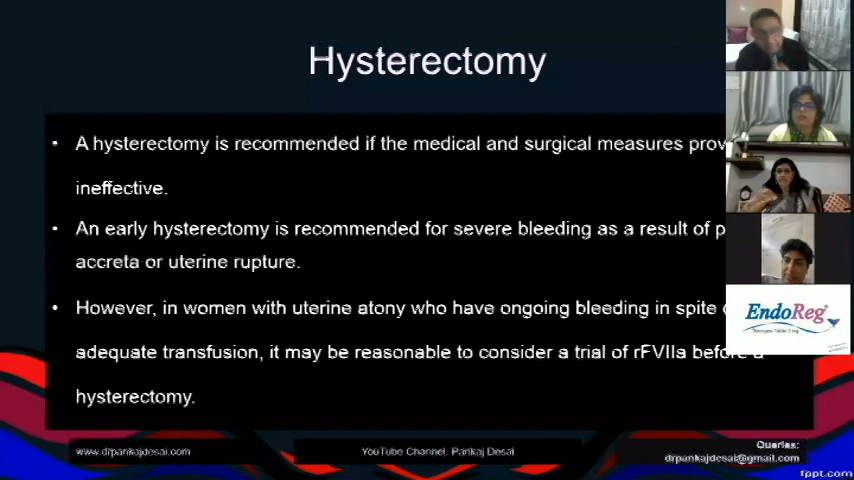 Hysterectomy
• A hysterectomy is recommended if the medical and surgical measures prov
ineffective.
• An early hysterectomy is recommended for severe bleeding as a result of p
accreta or uterine rupture.
• However, in women with uterine atony who have ongoing bleeding in spite
adequate transfusion, it may be reasonable to consider a trial of rFVIIa before a
hysterectomy.
EndoReg
www.drpankajdesai.com
YouTube Channel, Pankaj Desai
Queries:
drpankajdesai@gmail.com
fppt.com